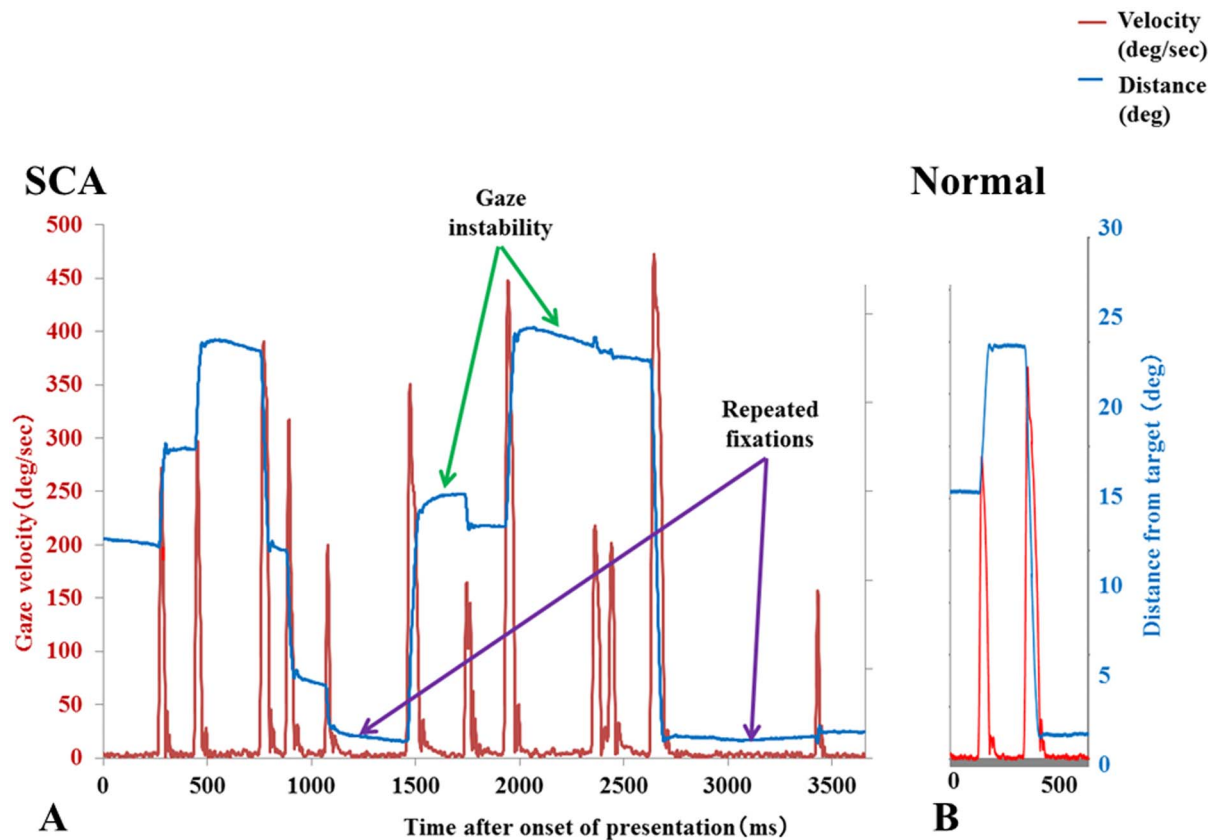 Velocity
(deg/sec)
Distance
(deg)
SCA
Normal
Gaze
instability
Repeated
fixations
Gaze velocity(deg/sec)
500
450
400
350
300
250
200
150
100
50
0
0
500
1000
1500
2000
2500
3000
3500
Time after onset of presentation(ms)
A
30
25
20
15
10
5
0
Distance from target (deg)
0
500
B